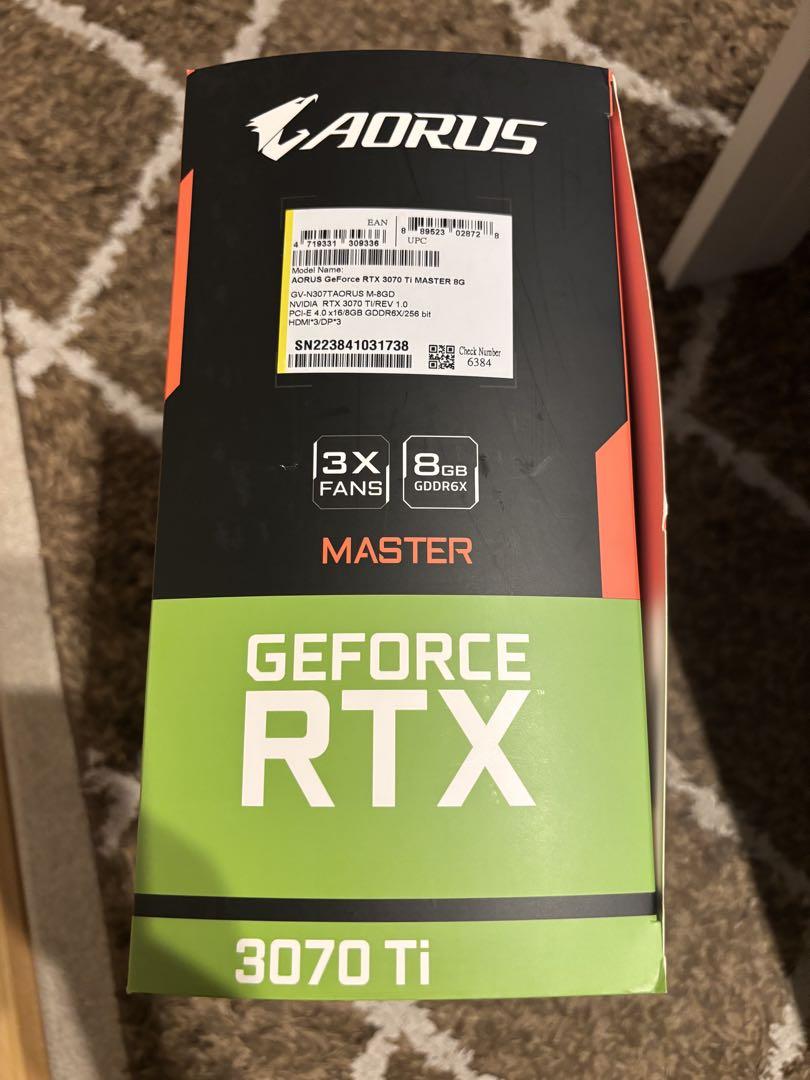 AORUS
EAN
4 719331 309336
8 89523 02872 8
UPC
Model Name:
AORUS GeForce RTX 3070 Ti MASTER 8G
GV-N307TAORUS M-8GD
NVIDIA RTX 3070 TI/REV 1.0
PCI-E 4.0 x16/8GB GDDR6X/256 bit
HDMI*3/DP*3
SN223841031738
Check Number
6384
3X
FANS
8GB
GDDR6X
MASTER
GEFORCE
RTX™
3070 Ti